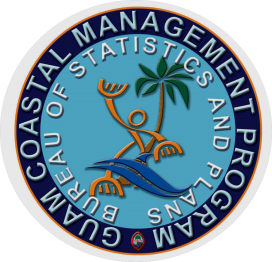 GUAM COASTAL MANAGEMENT PROGRAM
BUREAU OF STATISTICS AND PLANS